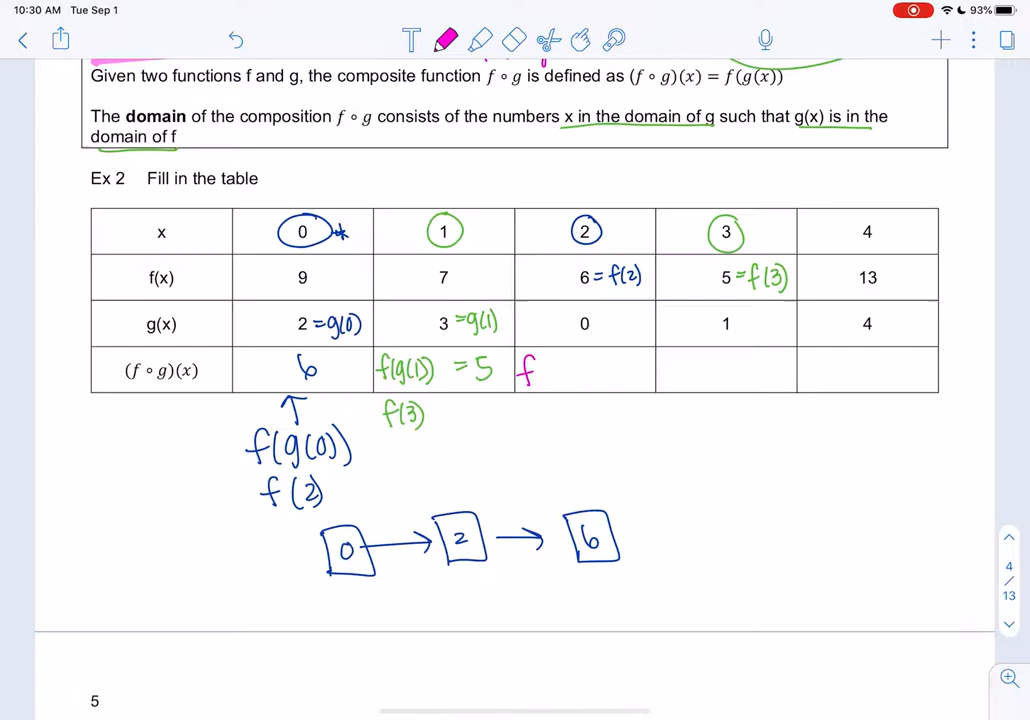 10:30 AM Tue Sep 1 93%
Given two functions f and g, the composite function f ∘ g is defined as (f ∘ g)(x) = f(g(x))
The domain of the composition f ∘ g consists of the numbers x in the domain of g such that g(x) is in the
domain of f
Ex 2 Fill in the table
x 0 * 1 2 3 4
f(x) 9 7 6 = f(2) 5 = f(3) 13
g(x) 2 = g(0) 3 = g(1) 0 1 4
(f ∘ g)(x) 6 f(g(1)) = 5 f
f(3)
f(g(0))
f(2)
0 → 2 → 6
4
/
13
5